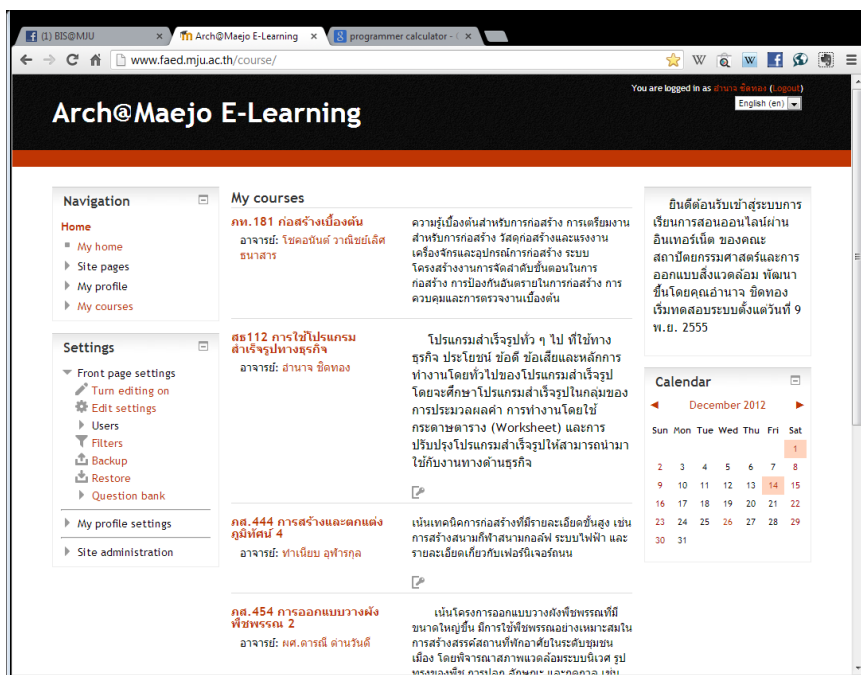 (1) BIS@MJU
Arch@Maejo E-Learning
programmer calculator - G
www.faed.mju.ac.th/course/
You are logged in as อำนาจ ชิดทอง (Logout)
English (en)
Arch@Maejo E-Learning
Navigation
Home
My home
Site pages
My profile
My courses
Settings
Front page settings
Turn editing on
Edit settings
Users
Filters
Backup
Restore
Question bank
My profile settings
Site administration
My courses
ภท.181 ก่อสร้างเบื้องต้น
อาจารย์: โชคอนันต์ วาณิชย์เลิศ
ธนาสาร
ความรู้เบื้องต้นสำหรับการก่อสร้าง การเตรียมงาน
สำหรับการก่อสร้าง วัสดุก่อสร้างและแรงงาน
เครื่องจักรและอุปกรณ์การก่อสร้าง ระบบ
โครงสร้างงานการจัดลำดับขั้นตอนในการ
ก่อสร้าง การป้องกันอันตรายในการก่อสร้าง การ
ควบคุมและการตรวจงานเบื้องต้น
สธ112 การใช้โปรแกรม
สำเร็จรูปทางธุรกิจ
อาจารย์: อำนาจ ชิดทอง
โปรแกรมสำเร็จรูปทั่ว ๆ ไป ที่ใช้ทาง
ธุรกิจ ประโยชน์ ข้อดี ข้อเสียและหลักการ
ทำงานโดยทั่วไปของโปรแกรมสำเร็จรูป
โดยจะศึกษาโปรแกรมสำเร็จรูปในกลุ่มของ
การประมวลผลคำ การทำงานโดยใช้
กระดาษตาราง (Worksheet) และการ
ปรับปรุงโปรแกรมสำเร็จรูปให้สามารถนำมา
ใช้กับงานทางด้านธุรกิจ
ภส.444 การสร้างและตกแต่ง
ภูมิทัศน์ 4
อาจารย์: ทำเนียบ อุฬารกุล
เน้นเทคนิคการก่อสร้างที่มีรายละเอียดขั้นสูง เช่น
การสร้างสนามกีฬาสนามกอล์ฟ ระบบไฟฟ้า และ
รายละเอียดเกี่ยวกับเฟอร์นิเจอร์ถนน
ภส.454 การออกแบบวางผัง
พืชพรรณ 2
อาจารย์: ผศ.ดารณี ด่านวันดี
เน้นโครงการออกแบบวางผังพืชพรรณที่มี
ขนาดใหญ่ขึ้น มีการใช้พืชพรรณอย่างเหมาะสมใน
การสร้างสรรค์สถานที่พักอาศัยในระดับชุมชน
เมือง โดยพิจารณาสภาพแวดล้อมระบบนิเวศ รูป
ทรงของพืช การปลูก ลักษณะ และฤดูกาล เช่น
ยินดีต้อนรับเข้าสู่ระบบการ
เรียนการสอนออนไลน์ผ่าน
อินเทอร์เน็ต ของคณะ
สถาปัตยกรรมศาสตร์และการ
ออกแบบสิ่งแวดล้อม พัฒนา
ขึ้นโดยคุณอำนาจ ชิดทอง
เริ่มทดสอบระบบตั้งแต่วันที่ 9
พ.ย. 2555
Calendar
December 2012
Sun Mon Tue Wed Thu Fri Sat
1
2 3 4 5 6 7 8
9 10 11 12 13 14 15
16 17 18 19 20 21 22
23 24 25 26 27 28 29
30 31